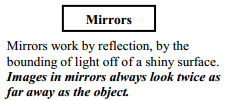 Mirrors
Mirrors work by reflection, by the
bounding of light off of a shiny surface.
Images in mirrors always look twice as
far away as the object.